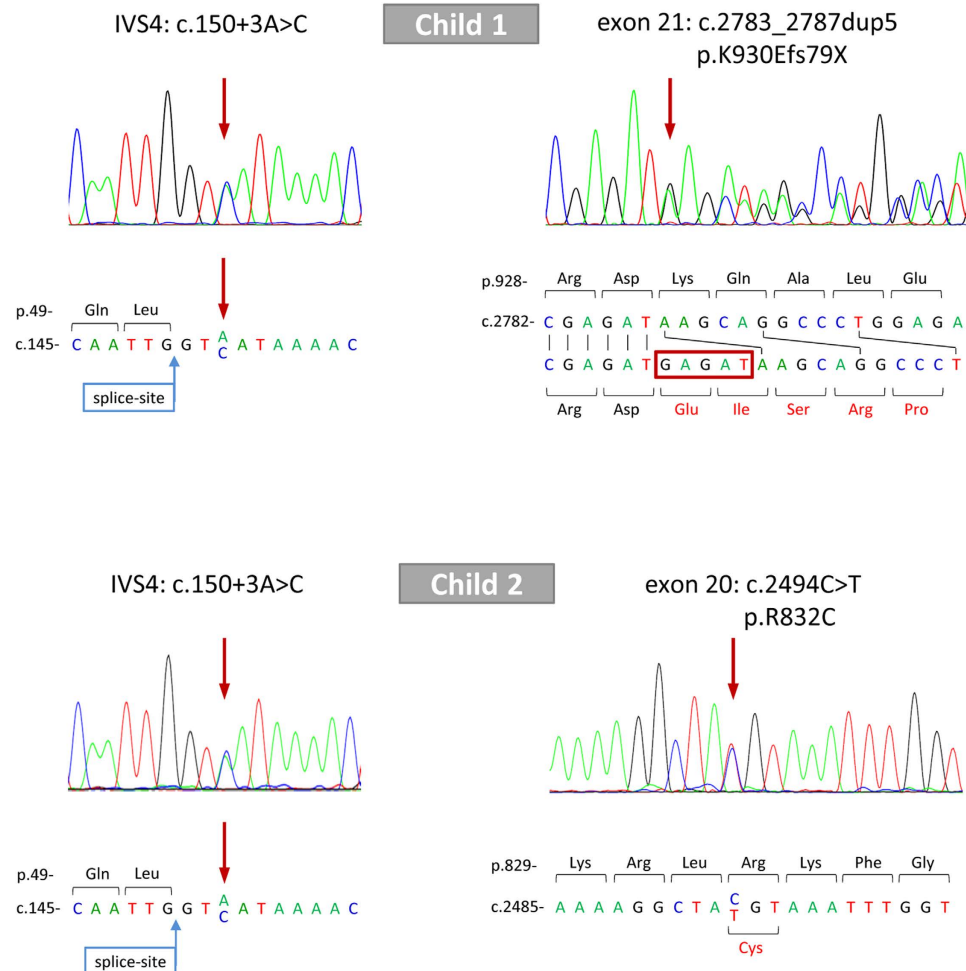 IVS4: c.150+3A>C
Child 1
exon 21: c.2783_2787dup5
p.K930Efs79X
p.49-
Gln Leu
c.145- C A A T T G G T A A T A A A A C
C
splice-site
p.928-
Arg Asp Lys Gln Ala Leu Glu
c.2782- C G A G A T A A G C A G G C C C T G G A G A
C G A G A T G A G A T A A G C A G G C C C T
Arg Asp Glu Ile Ser Arg Pro
IVS4: c.150+3A>C
Child 2
exon 20: c.2494C>T
p.R832C
p.49-
Gln Leu
c.145- C A A T T G G T A A T A A A A C
C
splice-site
p.829-
Lys Arg Leu Arg Lys Phe Gly
c.2485- A A A A G G C T A C G T A A A T T T G G T
T
Cys